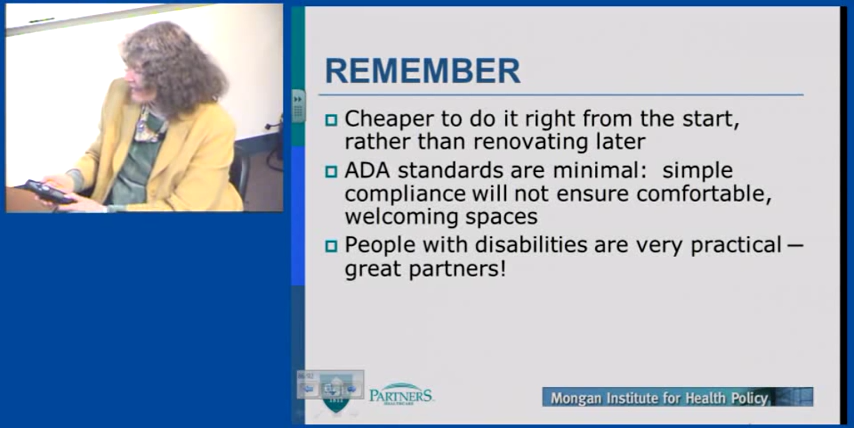 REMEMBER
Cheaper to do it right from the start,
rather than renovating later
ADA standards are minimal: simple
compliance will not ensure comfortable,
welcoming spaces
People with disabilities are very practical –
great partners!
PARTNERS
Mongan Institute for Health Policy